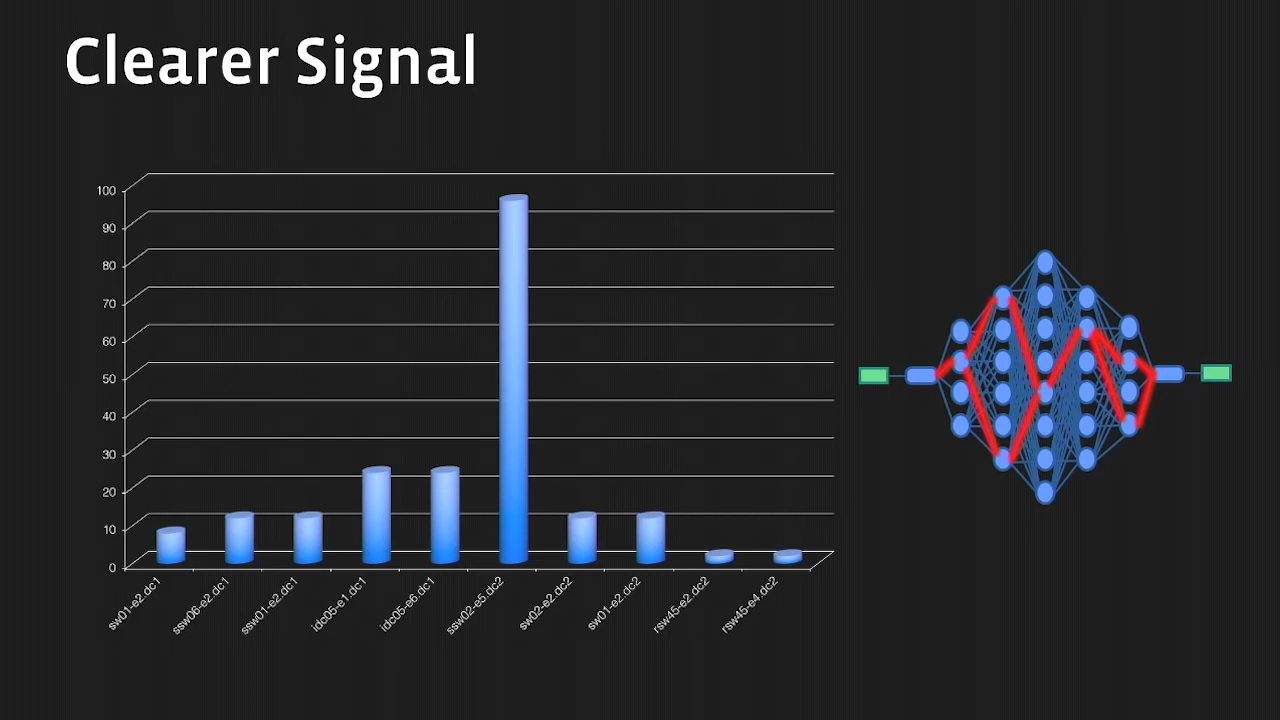 Clearer Signal
100
90
80
70
60
50
40
30
20
10
0
sw01-e2.dc1
ssw06-e2.dc1
ssw01-e2.dc1
idc05-e1.dc1
idc05-e6.dc1
ssw02-e5.dc2
sw02-e2.dc2
sw01-e2.dc2
rsw45-e2.dc2
rsw45-e4.dc2